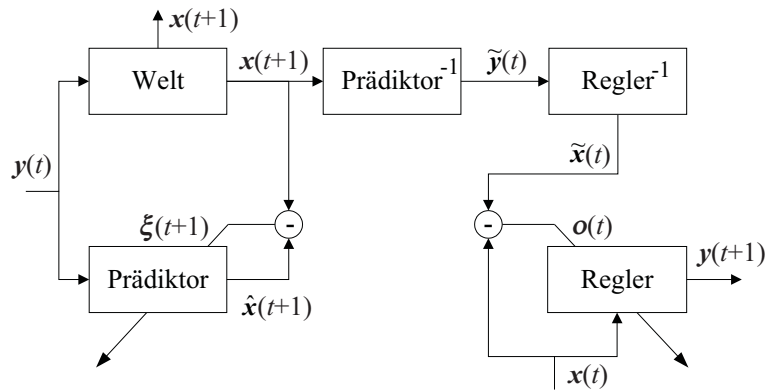 x(t+1)
Welt
x(t+1)
Prädiktor⁻¹
ỹ(t)
Regler⁻¹
y(t)
x̃(t)
-
-
ξ(t+1)
o(t)
Prädiktor
x̂(t+1)
Regler
y(t+1)
x(t)